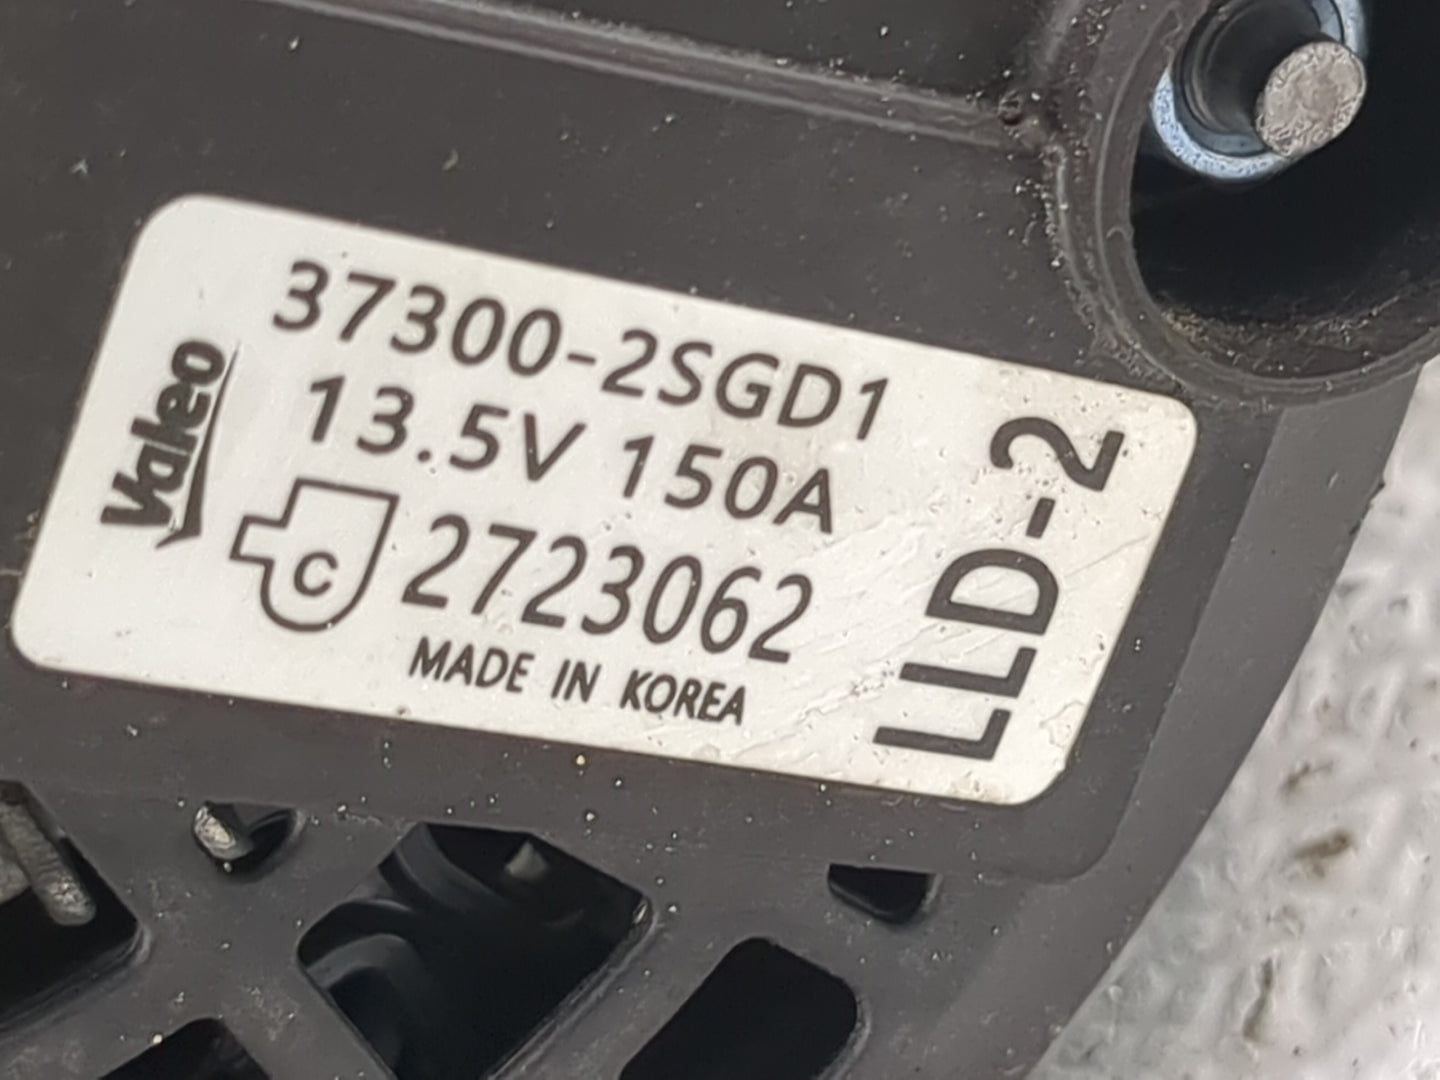 Valeo
37300-2SGD1
13.5V 150A
C 2723062
MADE IN KOREA
LLD-2